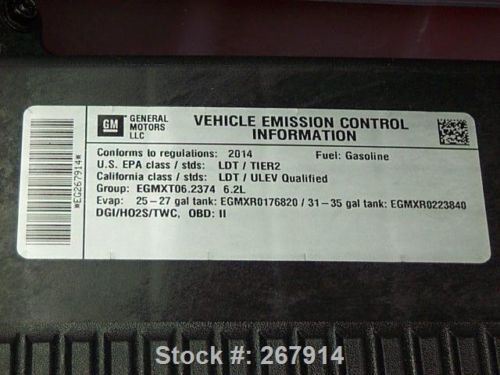 GM
GENERAL
MOTORS
LLC
VEHICLE EMISSION CONTROL
INFORMATION
Conforms to regulations: 2014 Fuel: Gasoline
U.S. EPA class / stds: LDT / TIER2
California class / stds: LDT / ULEV Qualified
Group: EGMXT06.2374 6.2L
Evap: 25-27 gal tank: EGMXR0176820 / 31-35 gal tank: EGMXR0223840
DGI/HO2S/TWC, OBD: II
*EG267914*
Stock #: 267914